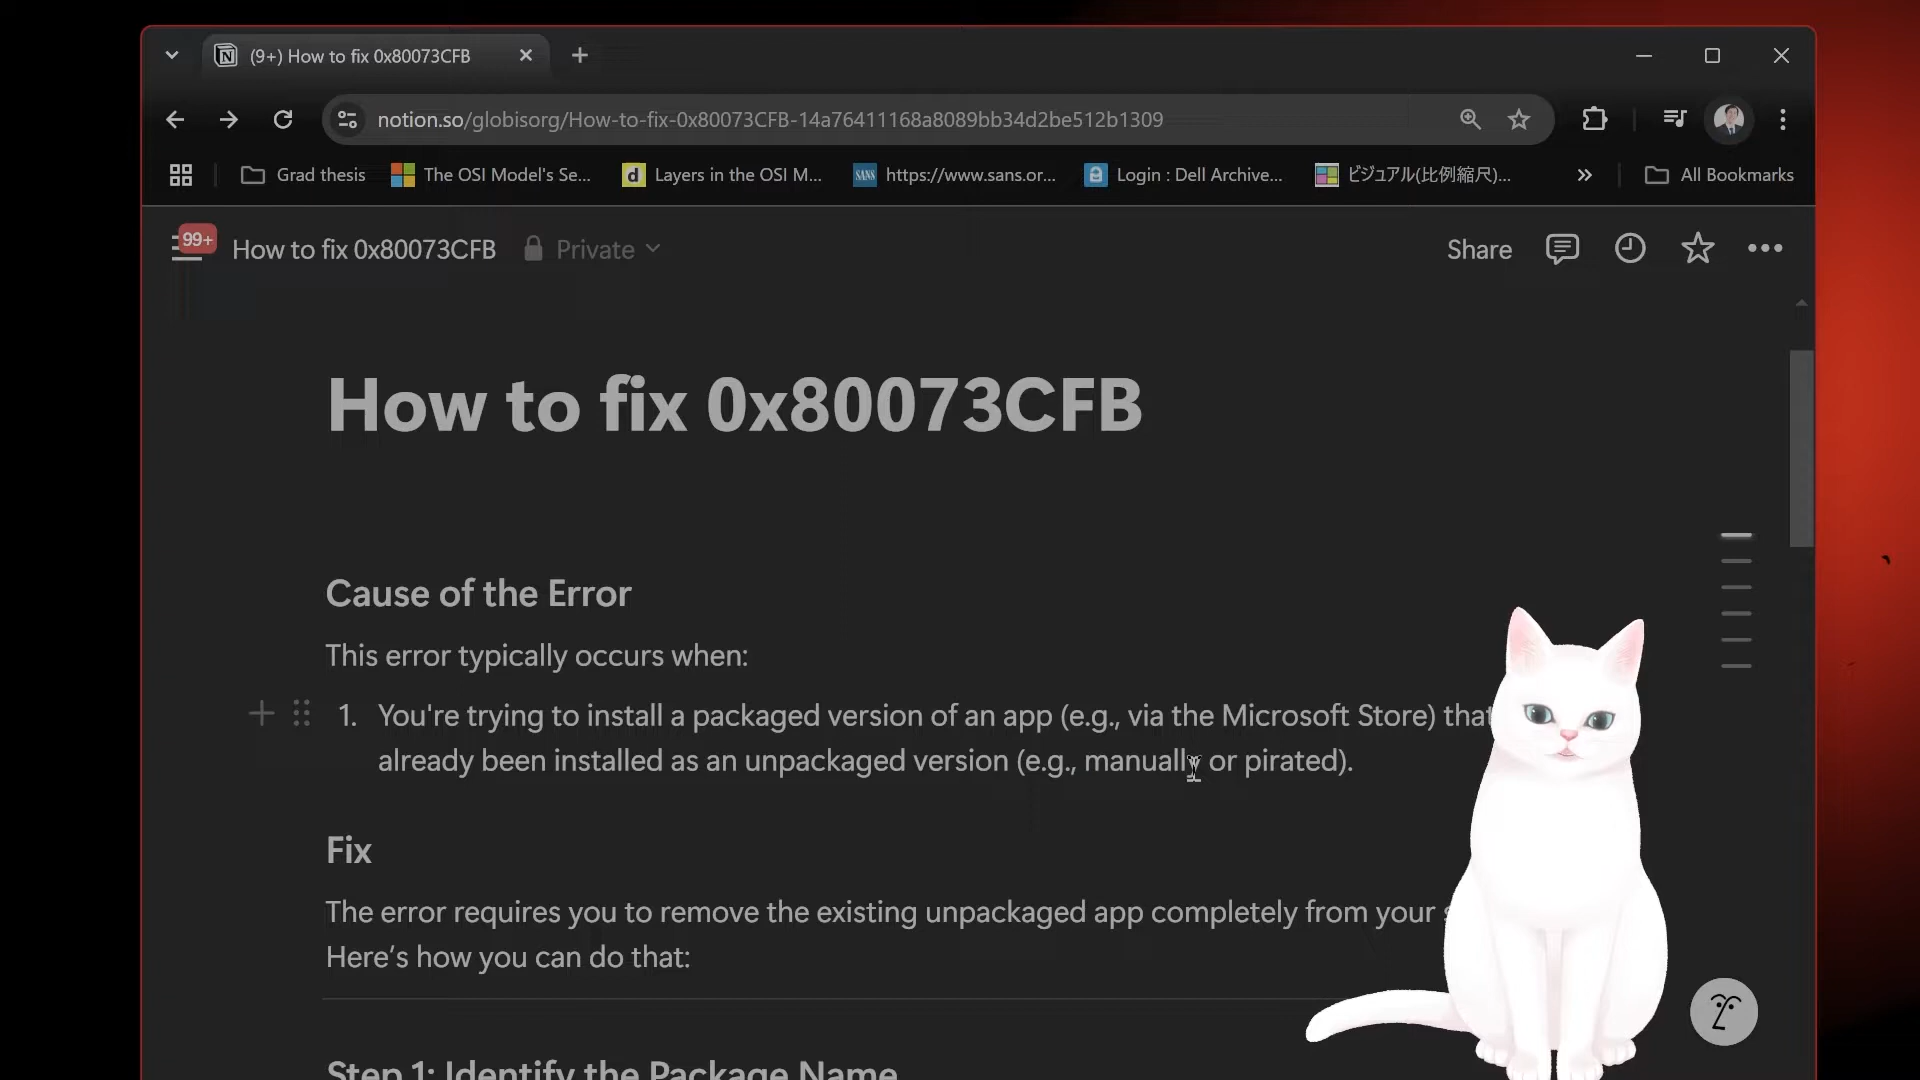 (9+) How to fix 0x80073CFB
notion.so/globisorg/How-to-fix-0x80073CFB-14a76411168a8089bb34d2be512b1309
Grad thesis
The OSI Model's Se...
d
Layers in the OSI M...
SANS
https://www.sans.or...
Login : Dell Archive...
ビジュアル(比例縮尺)...
All Bookmarks
99+
How to fix 0x80073CFB
Private
Share
How to fix 0x80073CFB
Cause of the Error
This error typically occurs when:
1. You're trying to install a packaged version of an app (e.g., via the Microsoft Store) that
already been installed as an unpackaged version (e.g., manually or pirated).
Fix
The error requires you to remove the existing unpackaged app completely from your
Here’s how you can do that:
Step 1: Identify the Package Name